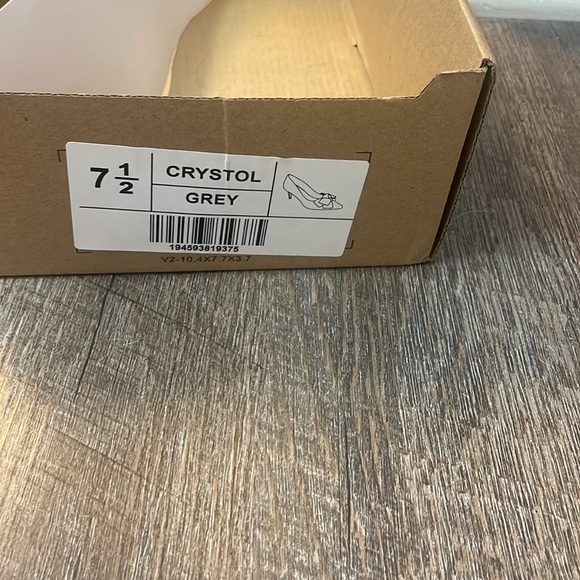 7 1/2
CRYSTOL
GREY
194593819375
V2-10.4X7.7X3.7